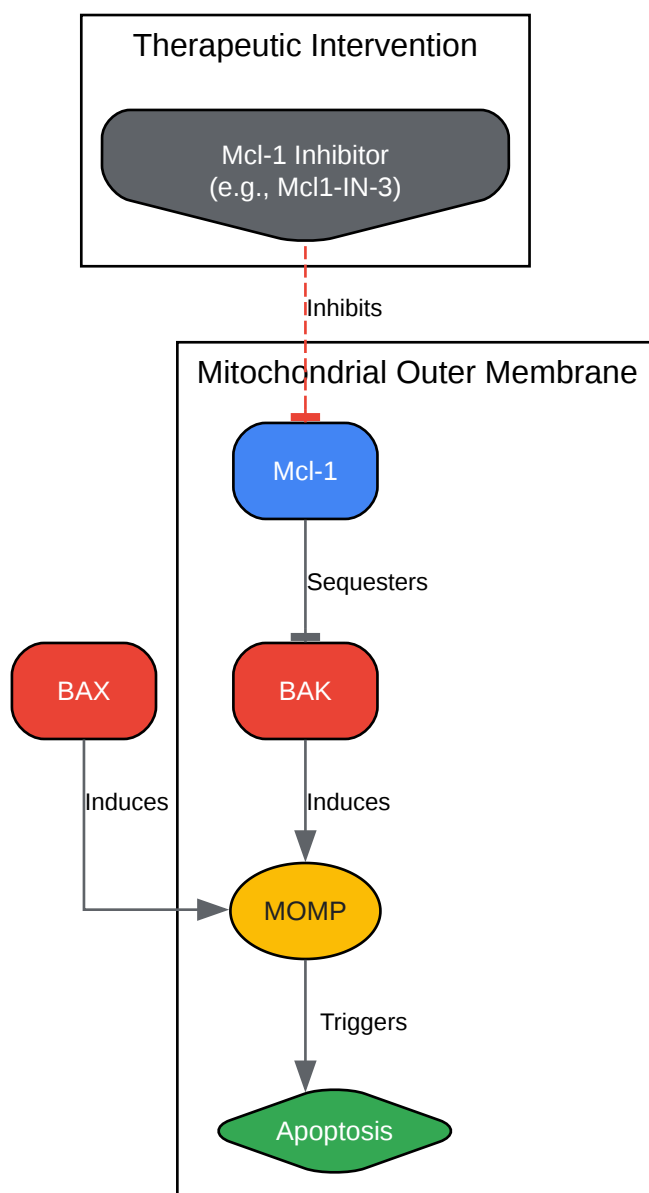 Therapeutic Intervention
Mcl-1 Inhibitor
(e.g., Mcl1-IN-3)
Inhibits
Mitochondrial Outer Membrane
Mcl-1
Sequesters
BAX
BAK
Induces
Induces
MOMP
Triggers
Apoptosis